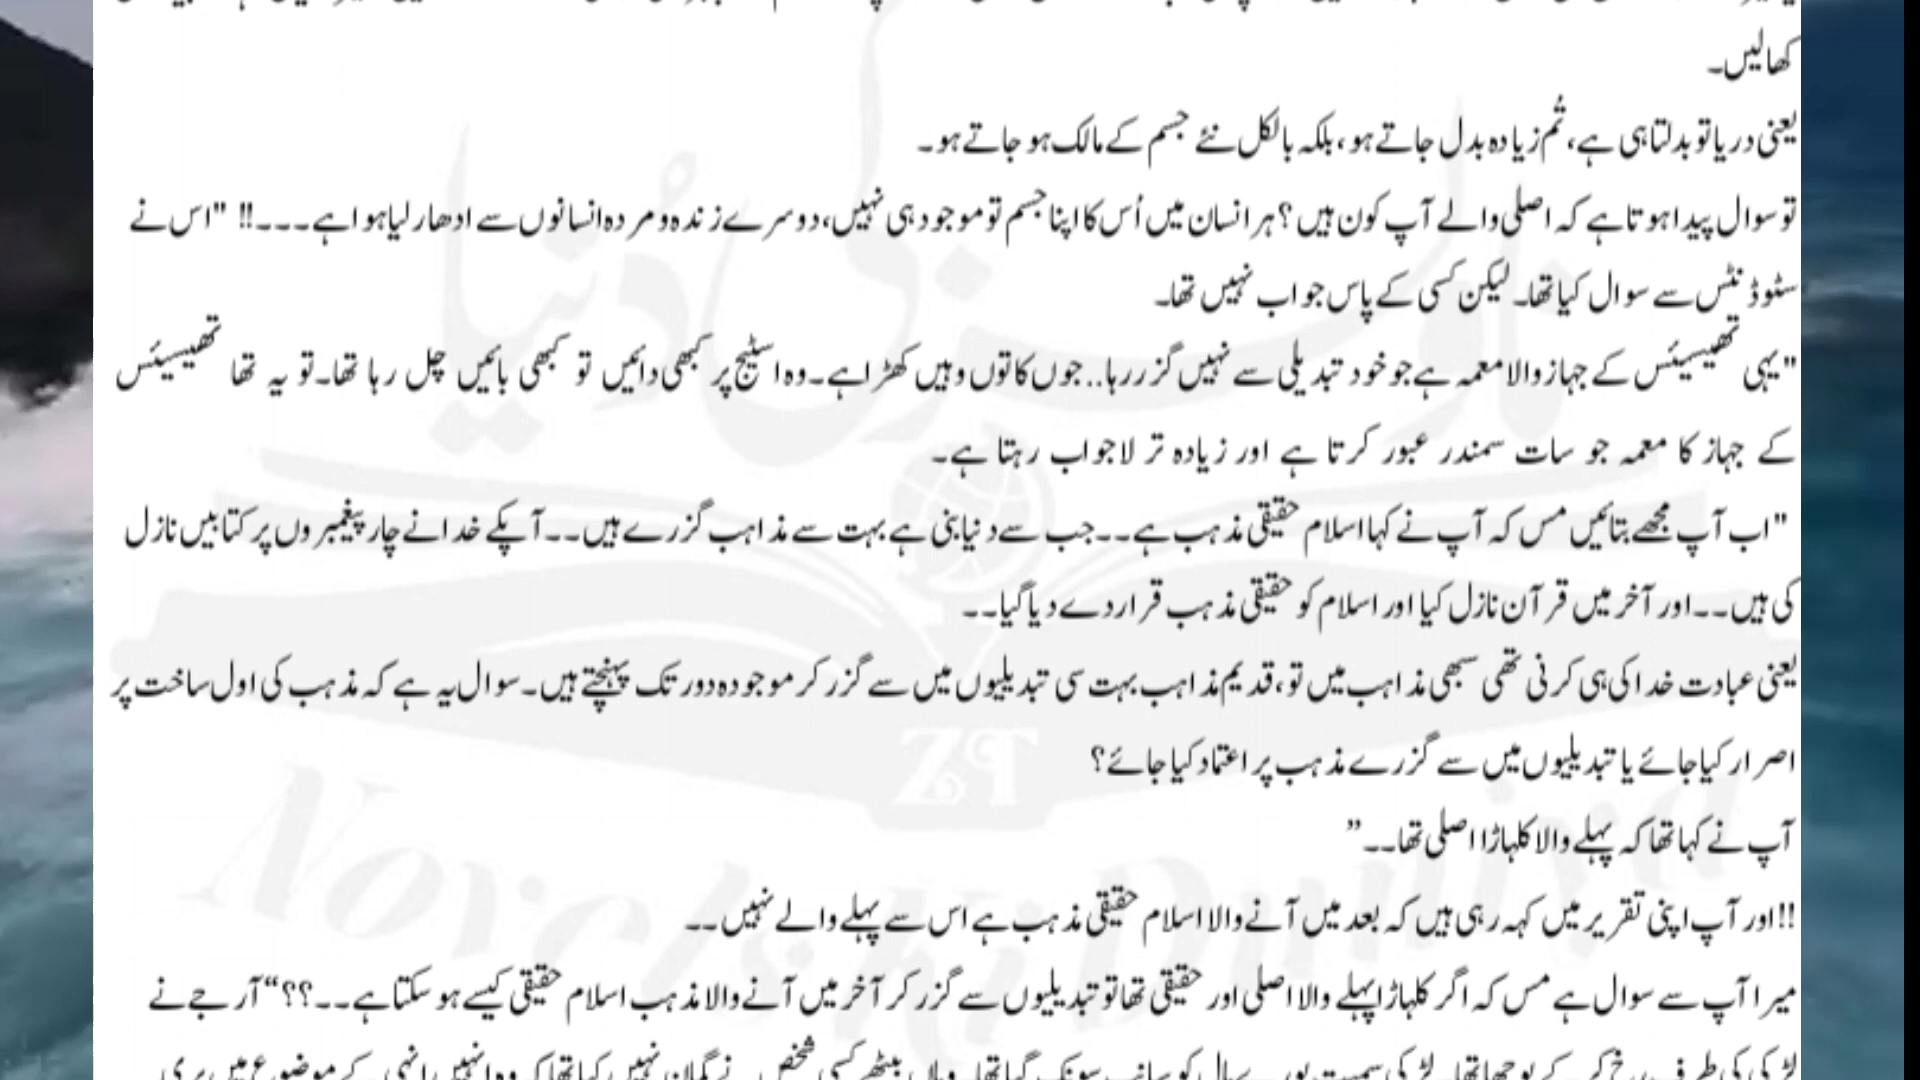 کھالیں۔
یعنی دریا تو بدلتا ہی ہے، تُم زیادہ بدل جاتے ہو، بلکہ بالکل نئے جسم کے مالک ہو جاتے ہو۔
تو سوال پیدا ہوتا ہے کہ اصلی والے آپ کون ہیں؟ ہر انسان میں اُس کا اپنا جسم تو موجود ہی نہیں، دوسرے زندہ و مردہ انسانوں سے ادھار لیا ہوا ہے۔۔۔!! "اس نے
سٹوڈنٹس سے سوال کیا تھا۔ لیکن کسی کے پاس جواب نہیں تھا۔
"یہی تھیسیئس کے جہاز والا معمہ ہے جو خود تبدیلی سے نہیں گزر رہا.. جوں کا توں وہیں کھڑا ہے۔ وہ اسٹیج پر کبھی دائیں تو کبھی بائیں چل رہا تھا۔ تو یہ تھا تھیسیئس
کے جہاز کا معمہ جو سات سمندر عبور کرتا ہے اور زیادہ تر لاجواب رہتا ہے۔
"اب آپ مجھے بتائیں مس کہ آپ نے کہا اسلام حقیقی مذہب ہے۔۔ جب سے دنیا بنی ہے بہت سے مذاہب گزرے ہیں۔۔ آپکے خدا نے چار پیغمبروں پر کتابیں نازل
کی ہیں۔۔ اور آخر میں قرآن نازل کیا اور اسلام کو حقیقی مذہب قرار دے دیا گیا۔۔
یعنی عبادت خدا کی ہی کرنی تھی سبھی مذاہب میں تو، قدیم مذاہب بہت سی تبدیلیوں میں سے گزر کر موجودہ دور تک پہنچتے ہیں۔ سوال یہ ہے کہ مذہب کی اول ساخت پر
اصرار کیا جائے یا تبدیلیوں میں سے گزرے مذہب پر اعتماد کیا جائے؟
آپ نے کہا تھا کہ پہلے والا کلہاڑا اصلی تھا۔۔”
!!اور آپ اپنی تقریر میں کہہ رہی ہیں کہ بعد میں آنے والا اسلام حقیقی مذہب ہے اس سے پہلے والے نہیں۔۔
میرا آپ سے سوال ہے مس کہ اگر کلہاڑا پہلے والا اصلی اور حقیقی تھا تو تبدیلیوں سے گزر کر آخر میں آنے والا مذہب اسلام حقیقی کیسے ہو سکتا ہے۔۔؟؟“ آر جے نے
ناولز کی دُنیا
ZT
Novels Ki Duniya